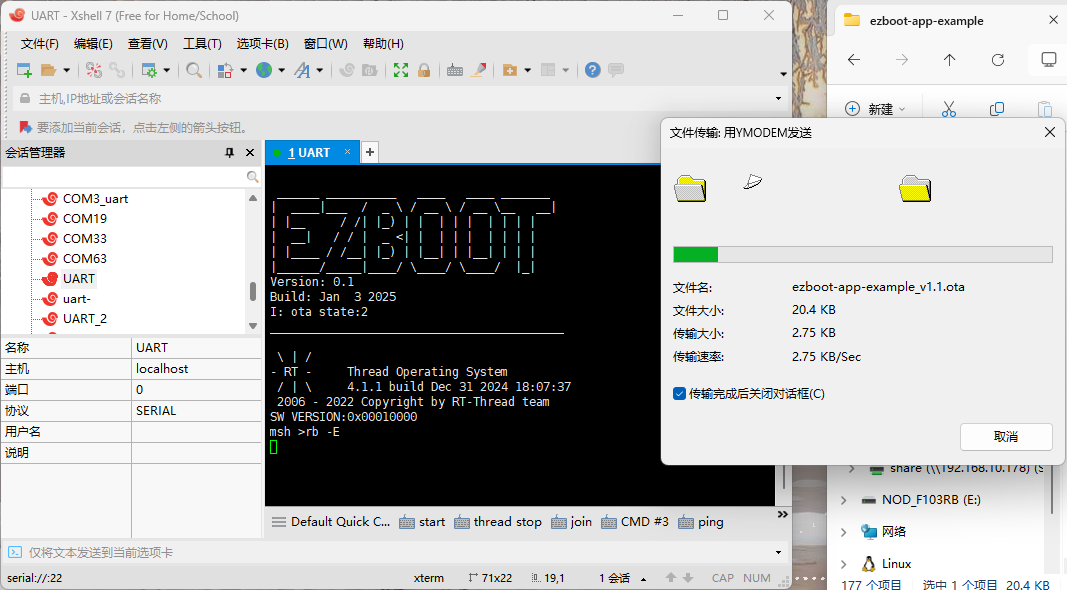 UART - Xshell 7 (Free for Home/School)
文件(F) 编辑(E) 查看(V) 工具(T) 选项卡(B) 窗口(W) 帮助(H)
主机,IP地址或会话名称
要添加当前会话，点击左侧的箭头按钮。
会话管理器
COM3_uart
COM19
COM33
COM63
UART
uart-
UART_2
名称 UART
主机 localhost
端口 0
协议 SERIAL
用户名
说明
1 UART
EZBOOT
Version: 0.1
Build: Jan  3 2025
I: ota state:2
\ | /
- RT -     Thread Operating System
/ | \     4.1.1 build Dec 31 2024 18:07:37
2006 - 2022 Copyright by RT-Thread team
SW VERSION:0x00010000
msh >rb -E
Default Quick C... start thread stop join CMD #3 ping
仅将文本发送到当前选项卡
serial://:22 xterm 71x22 19,1 1 会话 CAP NUM
ezboot-app-example
新建
文件传输: 用YMODEM发送
文件名: ezboot-app-example_v1.1.ota
文件大小: 20.4 KB
传输大小: 2.75 KB
传输速率: 2.75 KB/Sec
传输完成后关闭对话框(C)
取消
share (\\192.168.10.178) (S
NOD_F103RB (E:)
网络
Linux
177 个项目 选中 1 个项目 20.4 KB